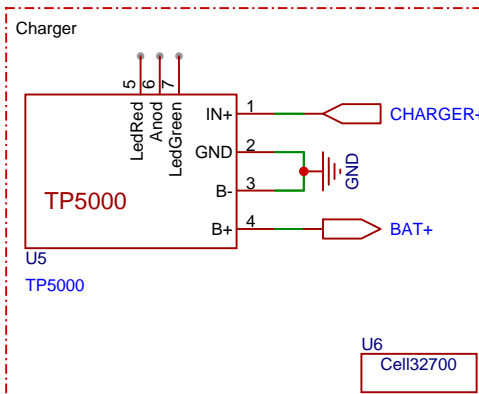 Charger
5
6
7
LedRed
Anod
LedGreen
IN+
1
CHARGER+
GND
2
GND
B-
3
TP5000
B+
4
BAT+
U5
TP5000
U6
Cell32700